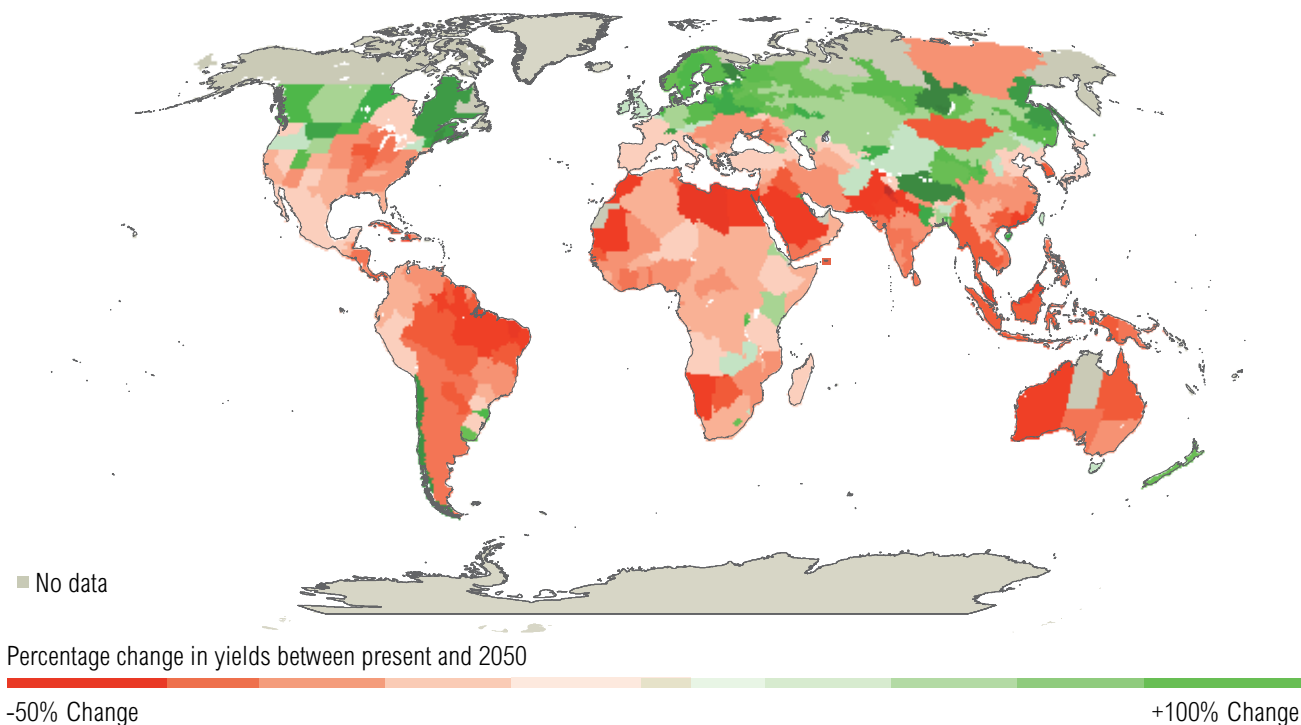 No data
Percentage change in yields between present and 2050
-50% Change
+100% Change